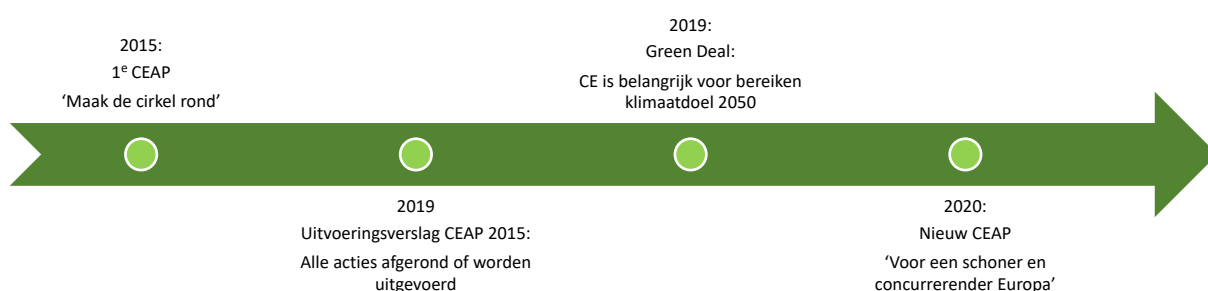 2015:
1e CEAP
‘Maak de cirkel rond’
2019
Uitvoeringsverslag CEAP 2015:
Alle acties afgerond of worden
uitgevoerd
2019:
Green Deal:
CE is belangrijk voor bereiken
klimaatdoel 2050
2020:
Nieuw CEAP
‘Voor een schoner en
concurrerender Europa’